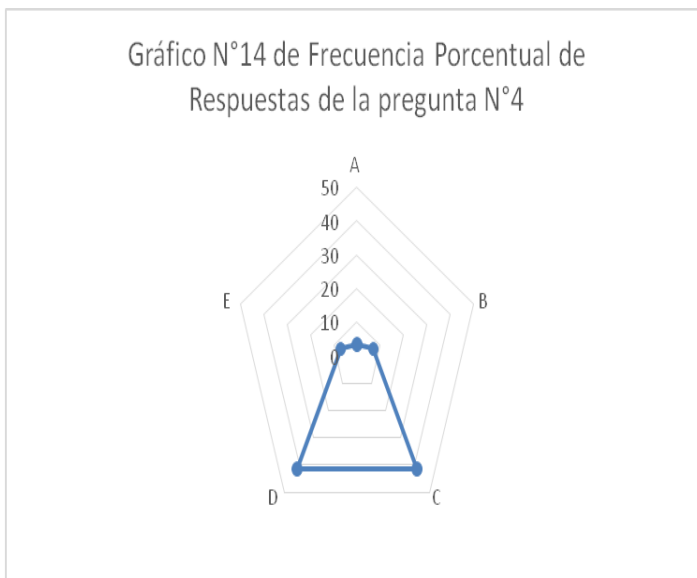 Gráfico N°14 de Frecuencia Porcentual de
Respuestas de la pregunta N°4
A
50
40
30
20
10
0
E
B
D
C